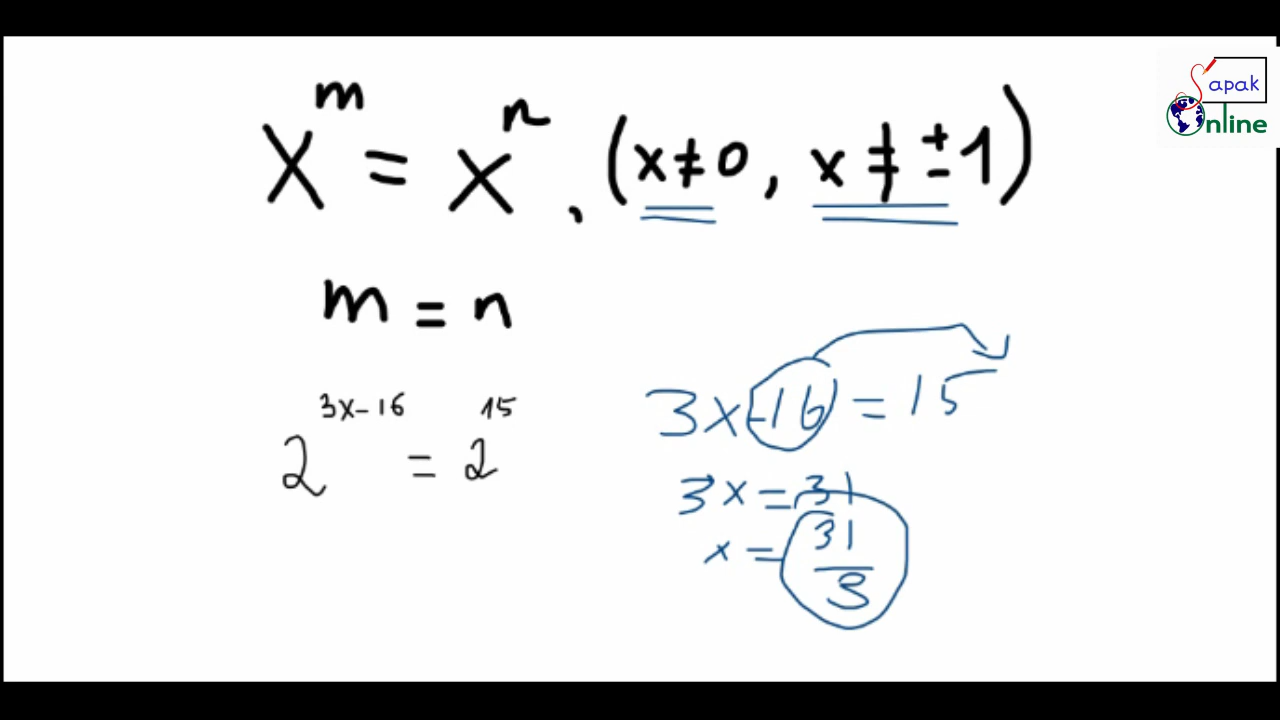 Sapak
Online
x^m = x^n , (x ≠ 0, x ≠ ± 1)
m = n
2^{3x-16} = 2^{15}
3x-16 = 15
3x = 31
x = 31/3